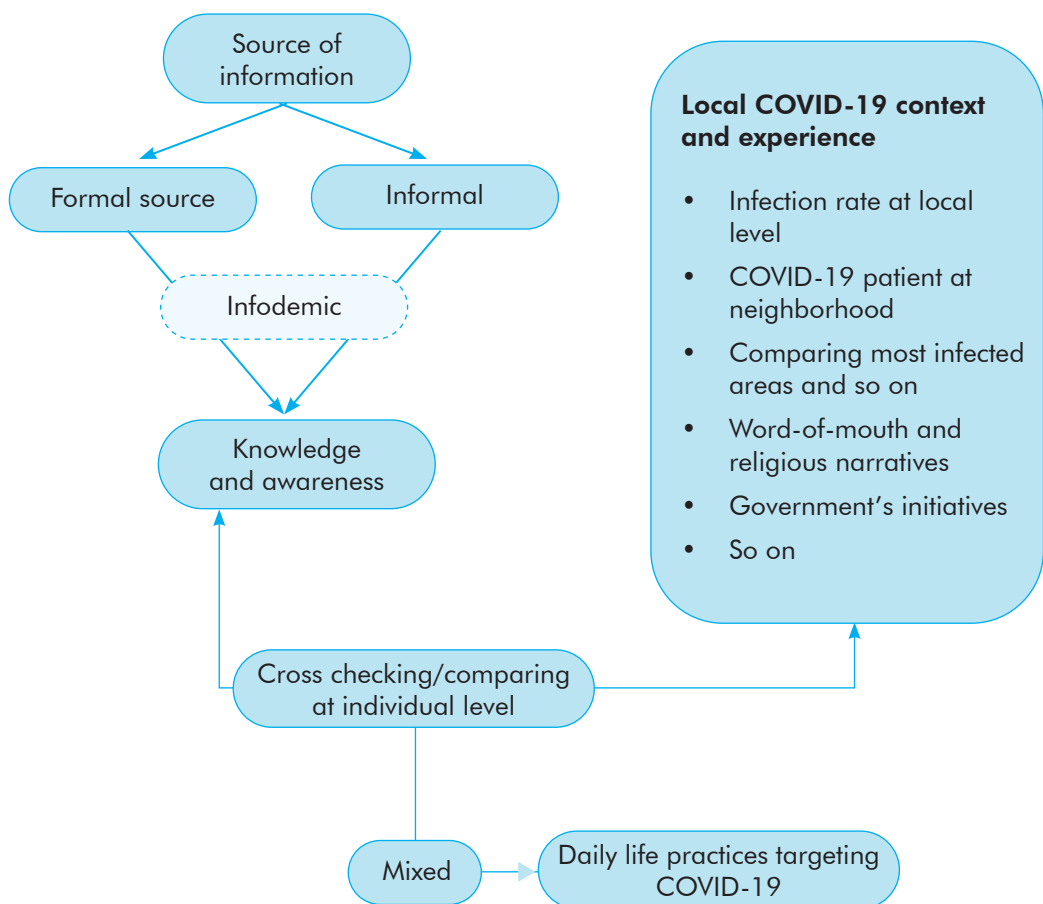 Source of
information
Formal source
Informal
Infodemic
Knowledge
and awareness
Local COVID-19 context
and experience
• Infection rate at local
level
• COVID-19 patient at
neighborhood
• Comparing most infected
areas and so on
• Word-of-mouth and
religious narratives
• Government’s initiatives
• So on
Cross checking/comparing
at individual level
Mixed
Daily life practices targeting
COVID-19